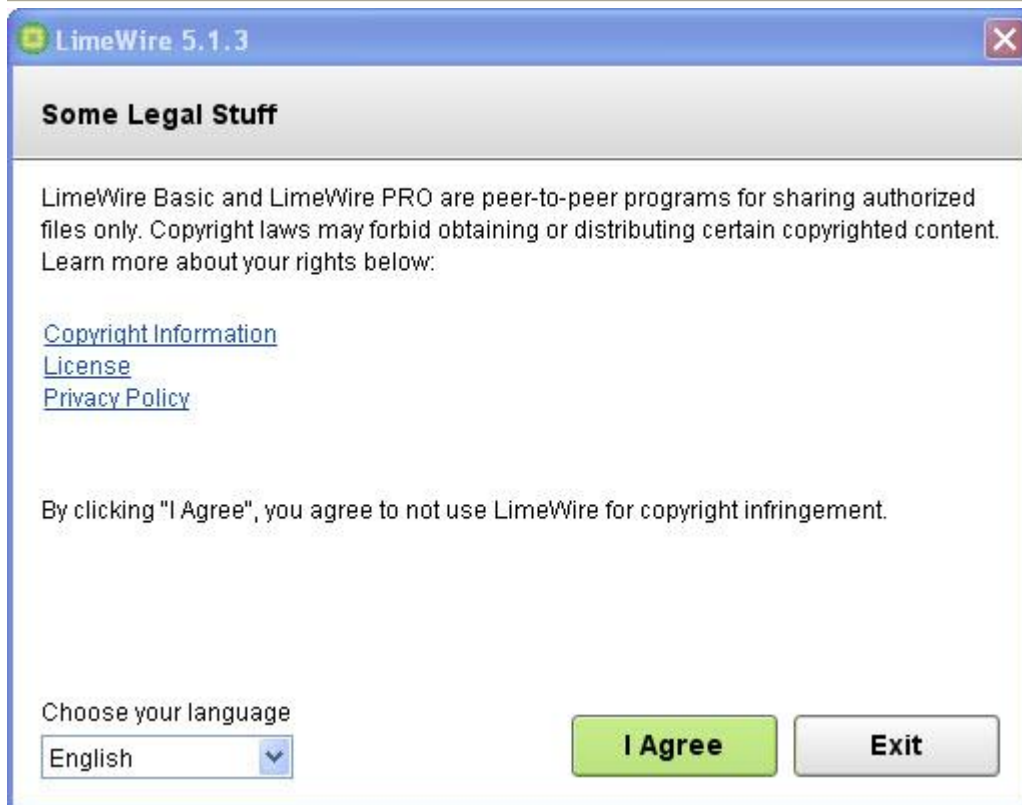 LimeWire 5.1.3
Some Legal Stuff
LimeWire Basic and LimeWire PRO are peer-to-peer programs for sharing authorized
files only. Copyright laws may forbid obtaining or distributing certain copyrighted content.
Learn more about your rights below:
Copyright Information
License
Privacy Policy
By clicking "I Agree", you agree to not use LimeWire for copyright infringement.
Choose your language
English
I Agree
Exit